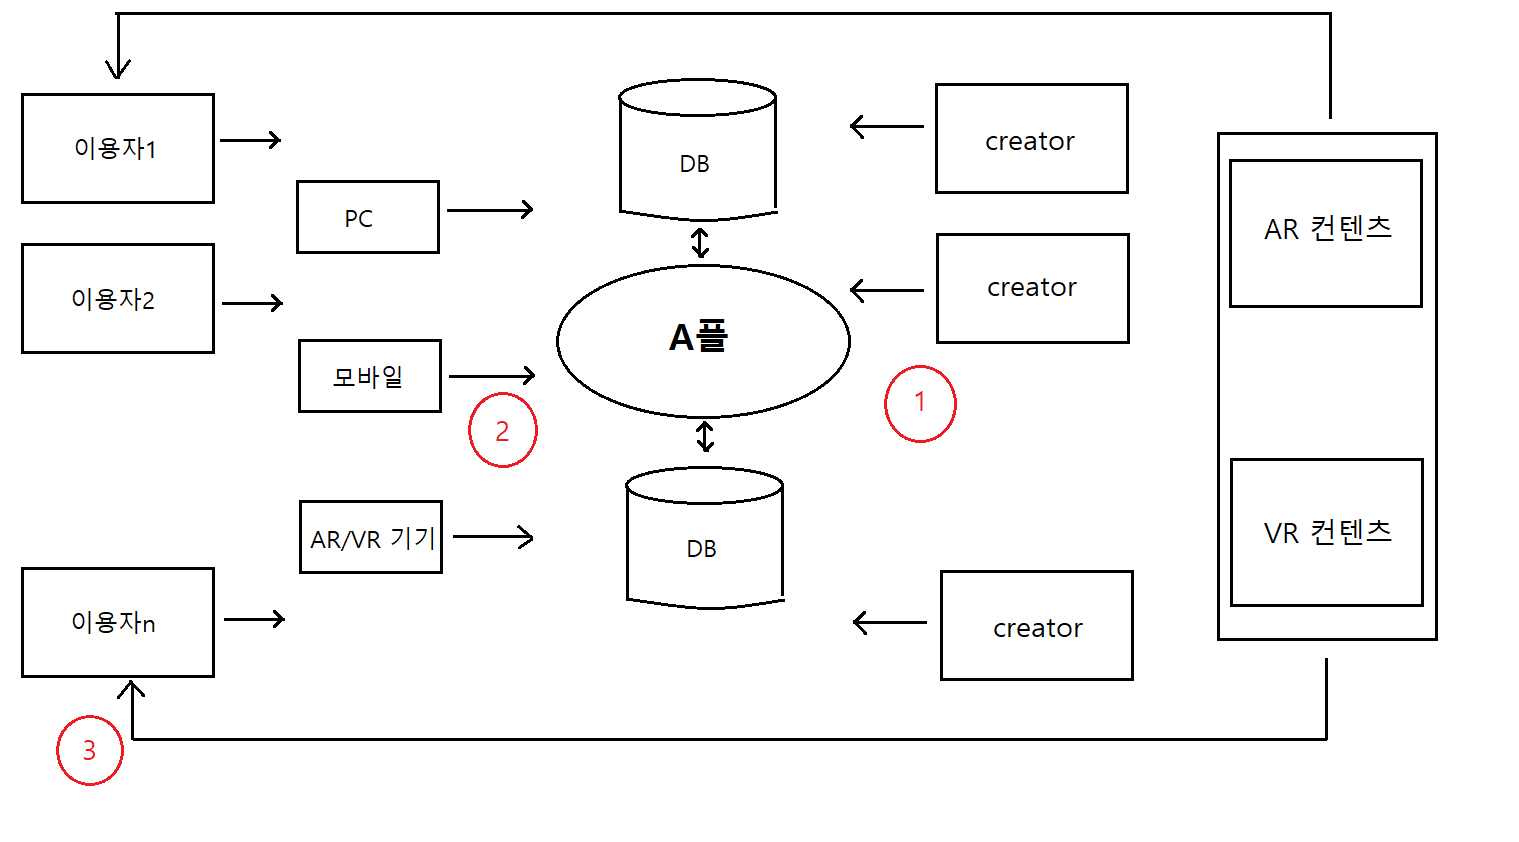 이용자1
이용자2
이용자n
PC
모바일
AR/VR 기기
DB
A플
DB
creator
creator
creator
AR 컨텐츠
VR 컨텐츠
1
2
3